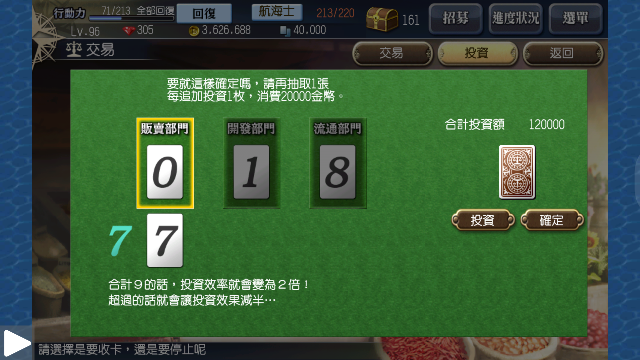 行動力 71/213 全部回復 回復 航海士 213/220 161 招募 進度狀況 選單
Lv.96 305 3.626.688 40.000
交易 交易 投資 返回
要就這樣確定嗎，請再抽取1張
每追加投資1枚，消費20000金幣。
販賣部門 開發部門 流通部門 合計投資額 120000
0 1 8
投資 確定
7 7
合計９的話，投資效率就會變為２倍！
超過的話就會讓投資效果減半…
請選擇是要收卡，還是要停止呢